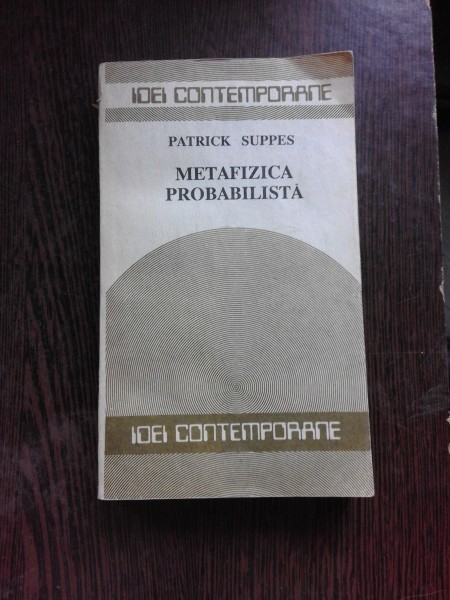 IDEI CONTEMPORANE
PATRICK SUPPES
METAFIZICA
PROBABILISTĂ
IDEI CONTEMPORANE